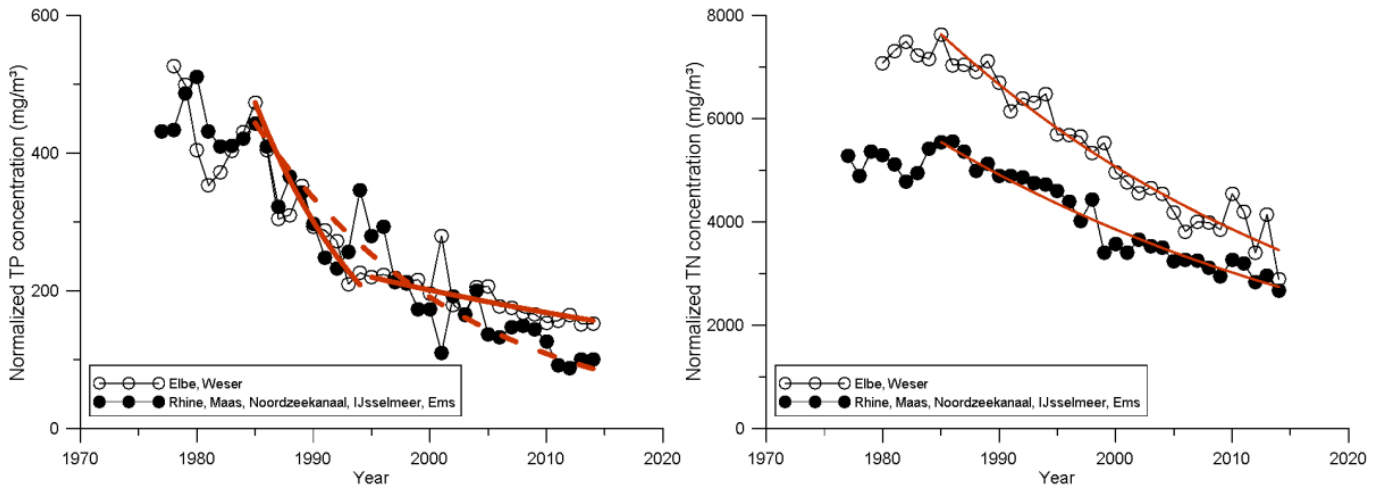 Normalized TP concentration (mg/m³)
600
400
200
0
Elbe, Weser
Rhine, Maas, Noordzeekanaal, IJsselmeer, Ems
1970
1980
1990
2000
2010
2020
Year
Normalized TN concentration (mg/m³)
8000
6000
4000
2000
0
Elbe, Weser
Rhine, Maas, Noordzeekanaal, IJsselmeer, Ems
1970
1980
1990
2000
2010
2020
Year